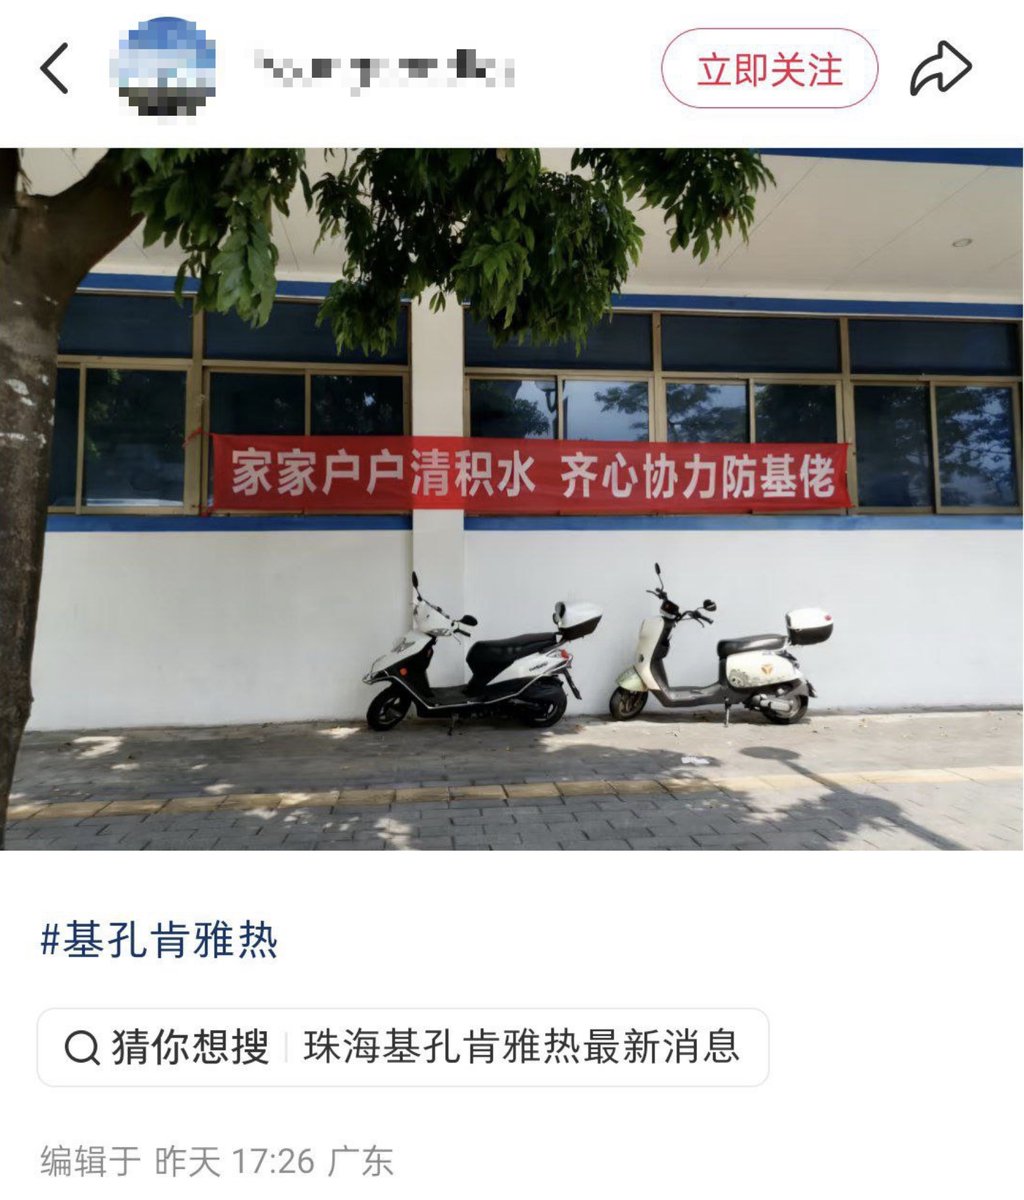 立即关注
家家户户清积水 齐心协力防基佬
#基孔肯雅热
猜你想搜 珠海基孔肯雅热最新消息
编辑于 昨天 17:26 广东